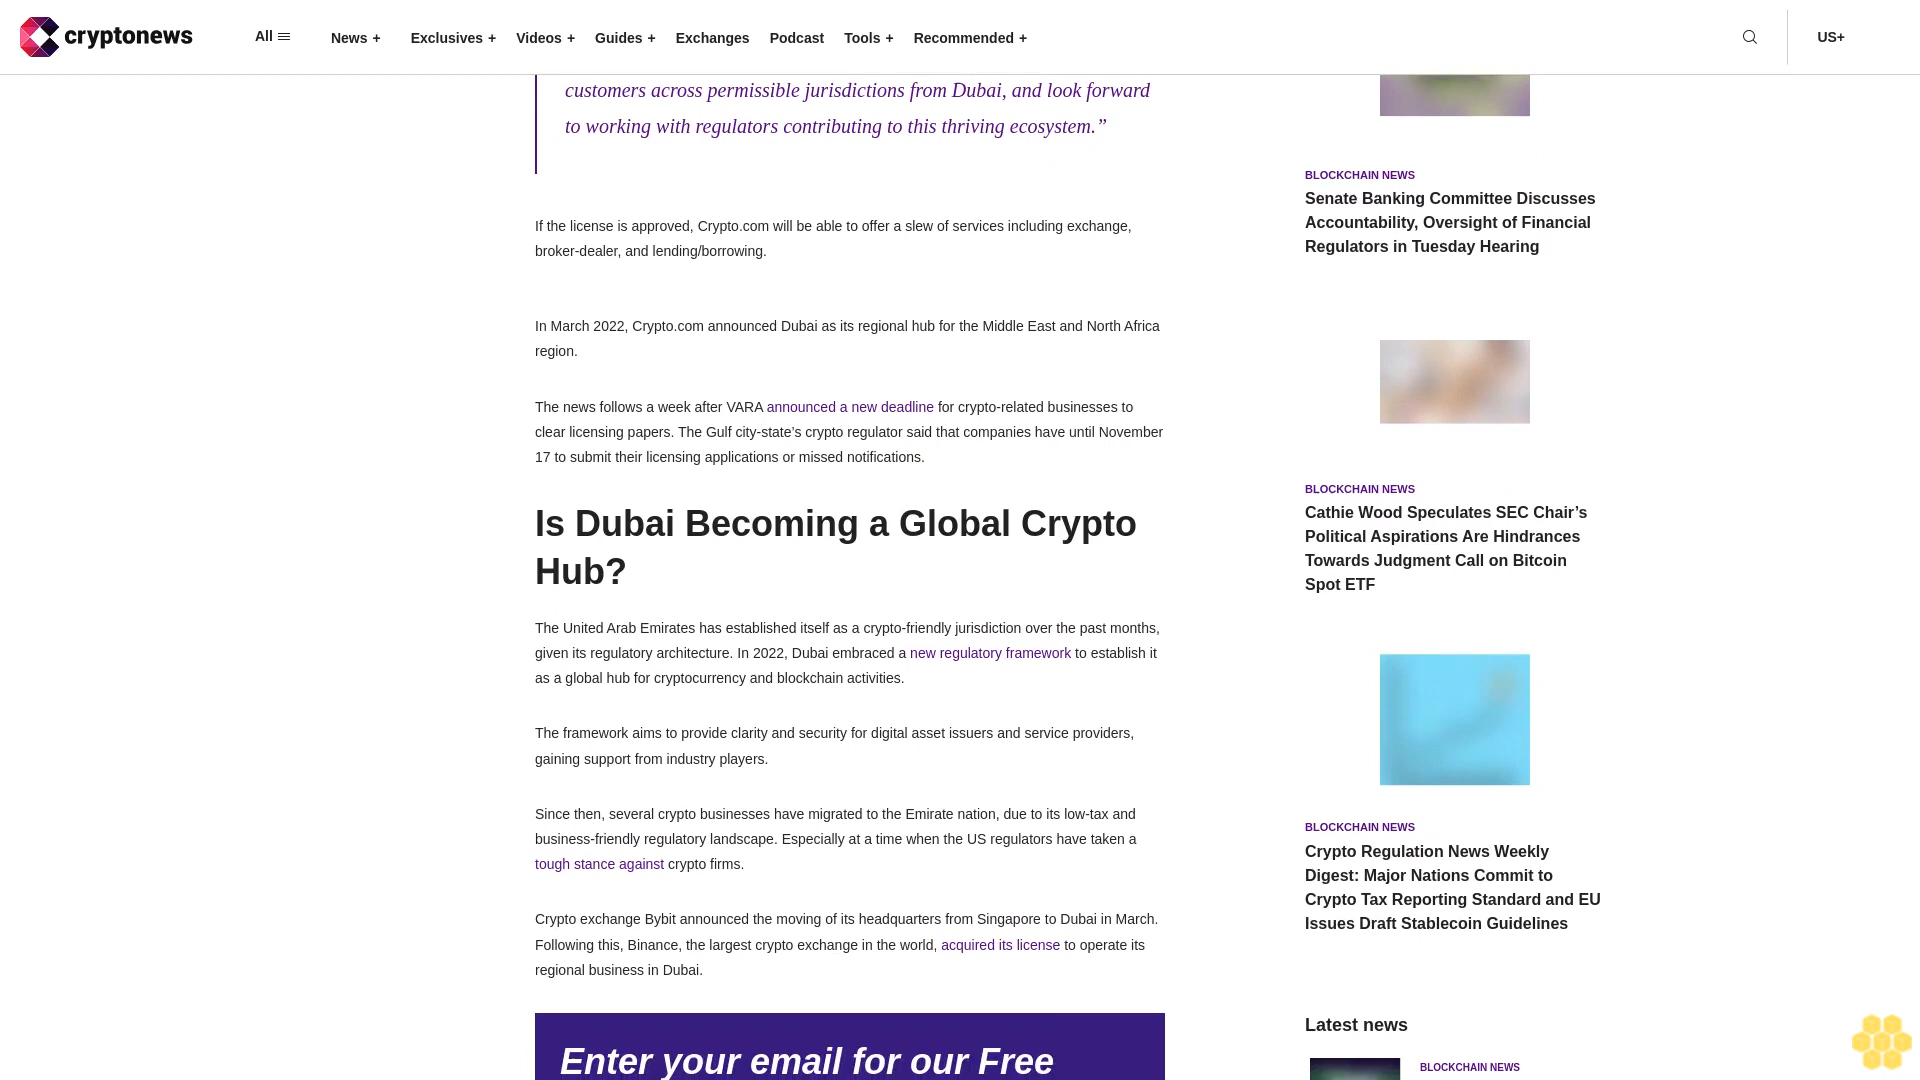 cryptonews
All
News +
Exclusives +
Videos +
Guides +
Exchanges
Podcast
Tools +
Recommended +
US+
customers across permissible jurisdictions from Dubai, and look forward
to working with regulators contributing to this thriving ecosystem.”
If the license is approved, Crypto.com will be able to offer a slew of services including exchange,
broker-dealer, and lending/borrowing.
In March 2022, Crypto.com announced Dubai as its regional hub for the Middle East and North Africa
region.
The news follows a week after VARA announced a new deadline for crypto-related businesses to
clear licensing papers. The Gulf city-state’s crypto regulator said that companies have until November
17 to submit their licensing applications or missed notifications.
Is Dubai Becoming a Global Crypto
Hub?
The United Arab Emirates has established itself as a crypto-friendly jurisdiction over the past months,
given its regulatory architecture. In 2022, Dubai embraced a new regulatory framework to establish it
as a global hub for cryptocurrency and blockchain activities.
The framework aims to provide clarity and security for digital asset issuers and service providers,
gaining support from industry players.
Since then, several crypto businesses have migrated to the Emirate nation, due to its low-tax and
business-friendly regulatory landscape. Especially at a time when the US regulators have taken a
tough stance against crypto firms.
Crypto exchange Bybit announced the moving of its headquarters from Singapore to Dubai in March.
Following this, Binance, the largest crypto exchange in the world, acquired its license to operate its
regional business in Dubai.
Enter your email for our Free
BLOCKCHAIN NEWS
Senate Banking Committee Discusses
Accountability, Oversight of Financial
Regulators in Tuesday Hearing
BLOCKCHAIN NEWS
Cathie Wood Speculates SEC Chair’s
Political Aspirations Are Hindrances
Towards Judgment Call on Bitcoin
Spot ETF
BLOCKCHAIN NEWS
Crypto Regulation News Weekly
Digest: Major Nations Commit to
Crypto Tax Reporting Standard and EU
Issues Draft Stablecoin Guidelines
Latest news
BLOCKCHAIN NEWS